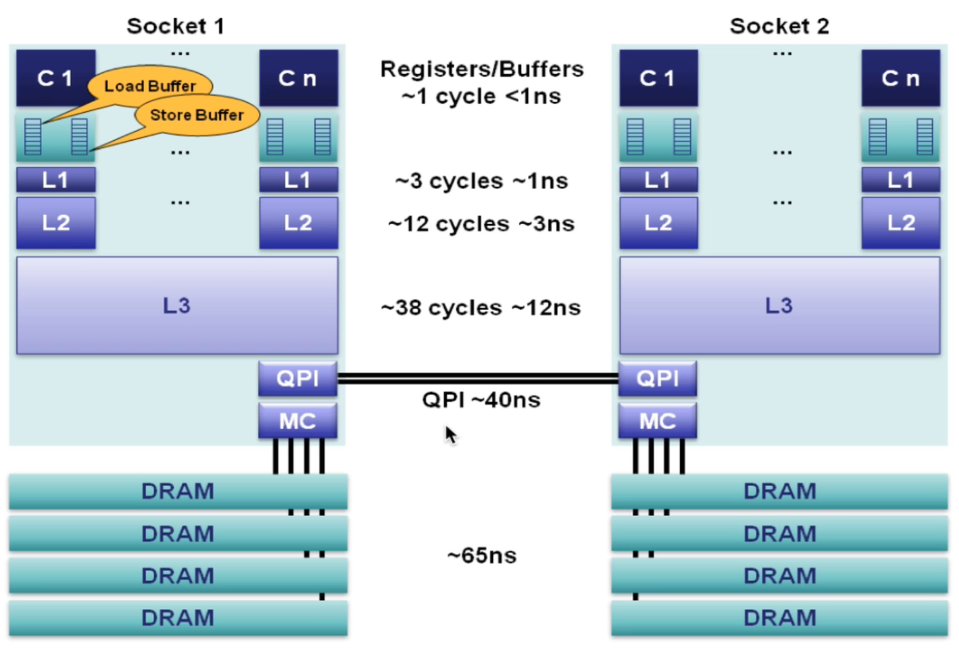 Socket 1
Socket 2
...
...
C 1
C n
Load Buffer
Store Buffer
Registers/Buffers
~1 cycle <1ns
C 1
C n
...
...
L1
L1
~3 cycles ~1ns
L1
L1
...
...
L2
L2
~12 cycles ~3ns
L2
L2
L3
~38 cycles ~12ns
L3
QPI
QPI
QPI ~40ns
MC
MC
DRAM
DRAM
DRAM
DRAM
~65ns
DRAM
DRAM
DRAM
DRAM